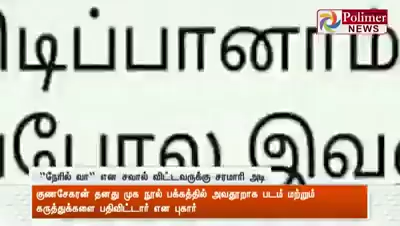 Polimer
NEWS
டிப்பானாம்
போல இவ
"நேரில் வா" என சவால் விட்டவருக்கு சரமாரி அடி
குணசேகரன் தனது முக நூல் பக்கத்தில் அவதூறாக படம் மற்றும்
கருத்துக்களை பதிவிட்டார் என புகார்